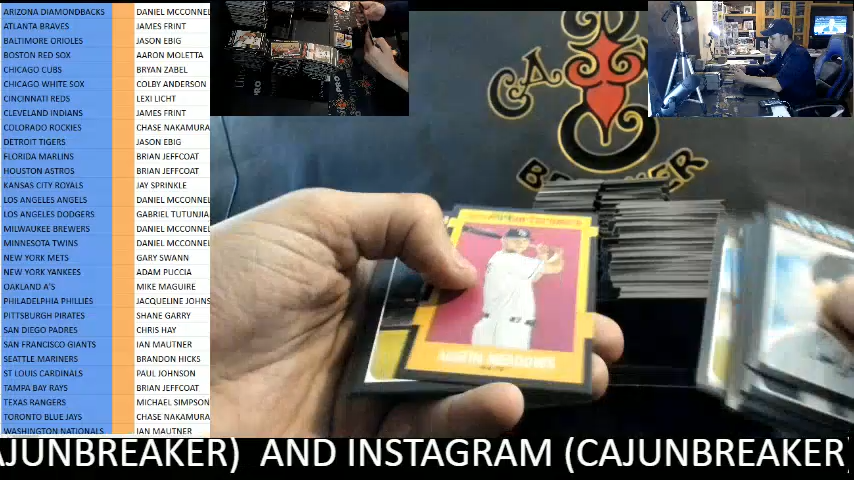 ARIZONA DIAMONDBACKS DANIEL MCCONNEL
ATLANTA BRAVES JAMES FRINT
BALTIMORE ORIOLES JASON EBIG
BOSTON RED SOX AARON MOLETTA
CHICAGO CUBS BRYAN ZABEL
CHICAGO WHITE SOX COLBY ANDERSON
CINCINNATI REDS LEXI LICHT
CLEVELAND INDIANS JAMES FRINT
COLORADO ROCKIES CHASE NAKAMURA
DETROIT TIGERS JASON EBIG
FLORIDA MARLINS BRIAN JEFFCOAT
HOUSTON ASTROS BRIAN JEFFCOAT
KANSAS CITY ROYALS JAY SPRINKLE
LOS ANGELES ANGELS DANIEL MCCONNEL
LOS ANGELES DODGERS GABRIEL TUTUNJIA
MILWAUKEE BREWERS DANIEL MCCONNEL
MINNESOTA TWINS DANIEL MCCONNEL
NEW YORK METS GARY SWANN
NEW YORK YANKEES ADAM PUCCIA
OAKLAND A'S MIKE MAGUIRE
PHILADELPHIA PHILLIES JACQUELINE JOHNS
PITTSBURGH PIRATES SHANE GARRY
SAN DIEGO PADRES CHRIS HAY
SAN FRANCISCO GIANTS IAN MAUTNER
SEATTLE MARINERS BRANDON HICKS
ST LOUIS CARDINALS PAUL JOHNSON
TAMPA BAY RAYS BRIAN JEFFCOAT
TEXAS RANGERS MICHAEL SIMPSON
TORONTO BLUE JAYS CHASE NAKAMURA
WASHINGTON NATIONALS IAN MAUTNER
CA
BREAKER
AUSTIN MEADOWS
AJUNBREAKER) AND INSTAGRAM (CAJUNBREAKER)